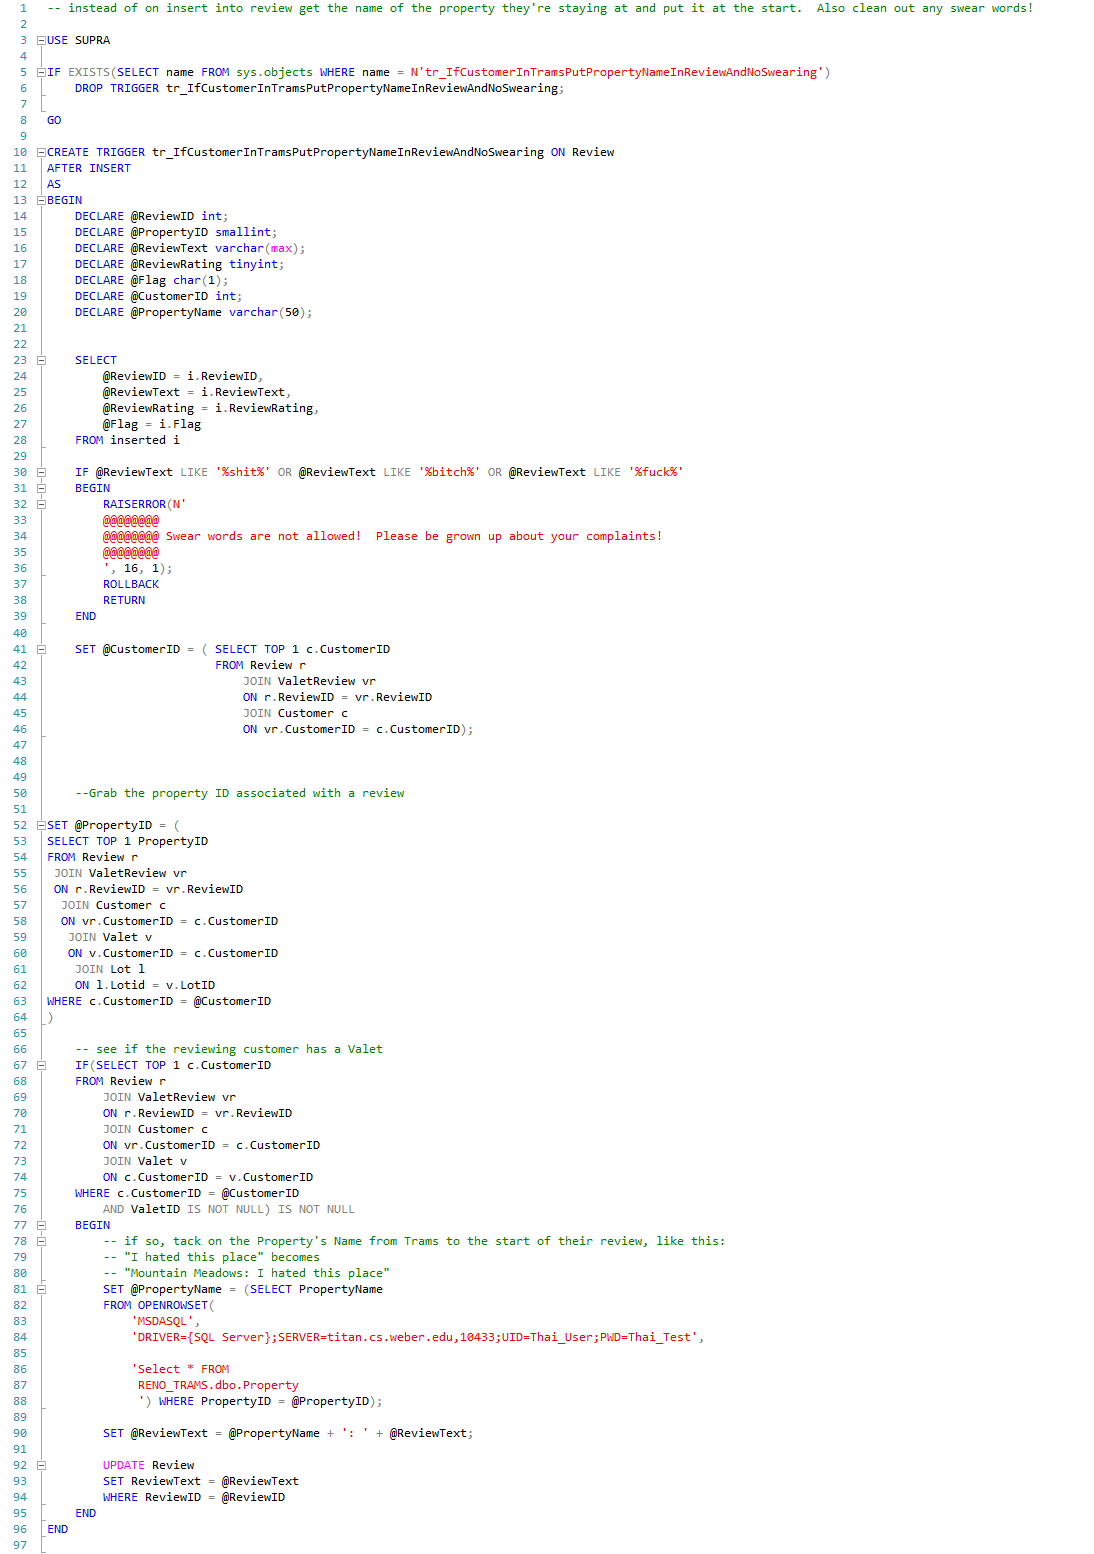 1 -- instead of on insert into review get the name of the property they're staying at and put it at the start.  Also clean out any swear words!
2
3 USE SUPRA
4
5 IF EXISTS(SELECT name FROM sys.objects WHERE name = N'tr_IfCustomerInTramsPutPropertyNameInReviewAndNoSwearing')
6     DROP TRIGGER tr_IfCustomerInTramsPutPropertyNameInReviewAndNoSwearing;
7
8 GO
9
10 CREATE TRIGGER tr_IfCustomerInTramsPutPropertyNameInReviewAndNoSwearing ON Review
11 AFTER INSERT
12 AS
13 BEGIN
14     DECLARE @ReviewID int;
15     DECLARE @PropertyID smallint;
16     DECLARE @ReviewText varchar(max);
17     DECLARE @ReviewRating tinyint;
18     DECLARE @Flag char(1);
19     DECLARE @CustomerID int;
20     DECLARE @PropertyName varchar(50);
21
22
23     SELECT
24         @ReviewID = i.ReviewID,
25         @ReviewText = i.ReviewText,
26         @ReviewRating = i.ReviewRating,
27         @Flag = i.Flag
28     FROM inserted i
29
30     IF @ReviewText LIKE '%shit%' OR @ReviewText LIKE '%bitch%' OR @ReviewText LIKE '%fuck%'
31     BEGIN
32         RAISERROR(N'
33         @@@@@@@@
34         @@@@@@@@ Swear words are not allowed!  Please be grown up about your complaints!
35         @@@@@@@@
36         ', 16, 1);
37         ROLLBACK
38         RETURN
39     END
40
41     SET @CustomerID = ( SELECT TOP 1 c.CustomerID
42                         FROM Review r
43                             JOIN ValetReview vr
44                             ON r.ReviewID = vr.ReviewID
45                             JOIN Customer c
46                             ON vr.CustomerID = c.CustomerID);
47
48
49
50     --Grab the property ID associated with a review
51
52 SET @PropertyID = (
53 SELECT TOP 1 PropertyID
54 FROM Review r
55  JOIN ValetReview vr
56  ON r.ReviewID = vr.ReviewID
57   JOIN Customer c
58   ON vr.CustomerID = c.CustomerID
59    JOIN Valet v
60    ON v.CustomerID = c.CustomerID
61     JOIN Lot l
62     ON l.Lotid = v.LotID
63 WHERE c.CustomerID = @CustomerID
64 )
65
66     -- see if the reviewing customer has a Valet
67     IF(SELECT TOP 1 c.CustomerID
68     FROM Review r
69         JOIN ValetReview vr
70         ON r.ReviewID = vr.ReviewID
71         JOIN Customer c
72         ON vr.CustomerID = c.CustomerID
73         JOIN Valet v
74         ON c.CustomerID = v.CustomerID
75     WHERE c.CustomerID = @CustomerID
76         AND ValetID IS NOT NULL) IS NOT NULL
77     BEGIN
78         -- if so, tack on the Property's Name from Trams to the start of their review, like this:
79         -- "I hated this place" becomes
80         -- "Mountain Meadows: I hated this place"
81         SET @PropertyName = (SELECT PropertyName
82         FROM OPENROWSET(
83             'MSDASQL',
84             'DRIVER={SQL Server};SERVER=titan.cs.weber.edu,10433;UID=Thai_User;PWD=Thai_Test',
85
86             'Select * FROM
87              RENO_TRAMS.dbo.Property
88              ') WHERE PropertyID = @PropertyID);
89
90         SET @ReviewText = @PropertyName + ': ' + @ReviewText;
91
92         UPDATE Review
93         SET ReviewText = @ReviewText
94         WHERE ReviewID = @ReviewID
95     END
96 END
97